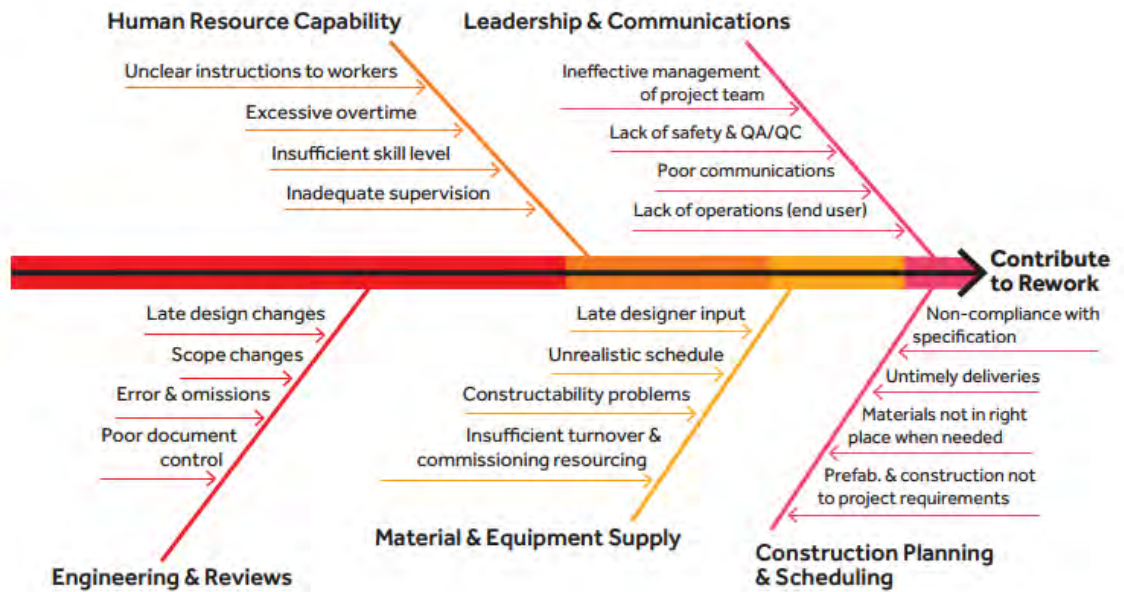 Human Resource Capability
Unclear instructions to workers
Excessive overtime
Insufficient skill level
Inadequate supervision
Leadership & Communications
Ineffective management
of project team
Lack of safety & QA/QC
Poor communications
Lack of operations (end user)
Contribute
to Rework
Late design changes
Scope changes
Error & omissions
Poor document
control
Engineering & Reviews
Late designer input
Unrealistic schedule
Constructability problems
Insufficient turnover &
commissioning resourcing
Material & Equipment Supply
Non-compliance with
specification
Untimely deliveries
Materials not in right
place when needed
Prefab. & construction not
to project requirements
Construction Planning
& Scheduling